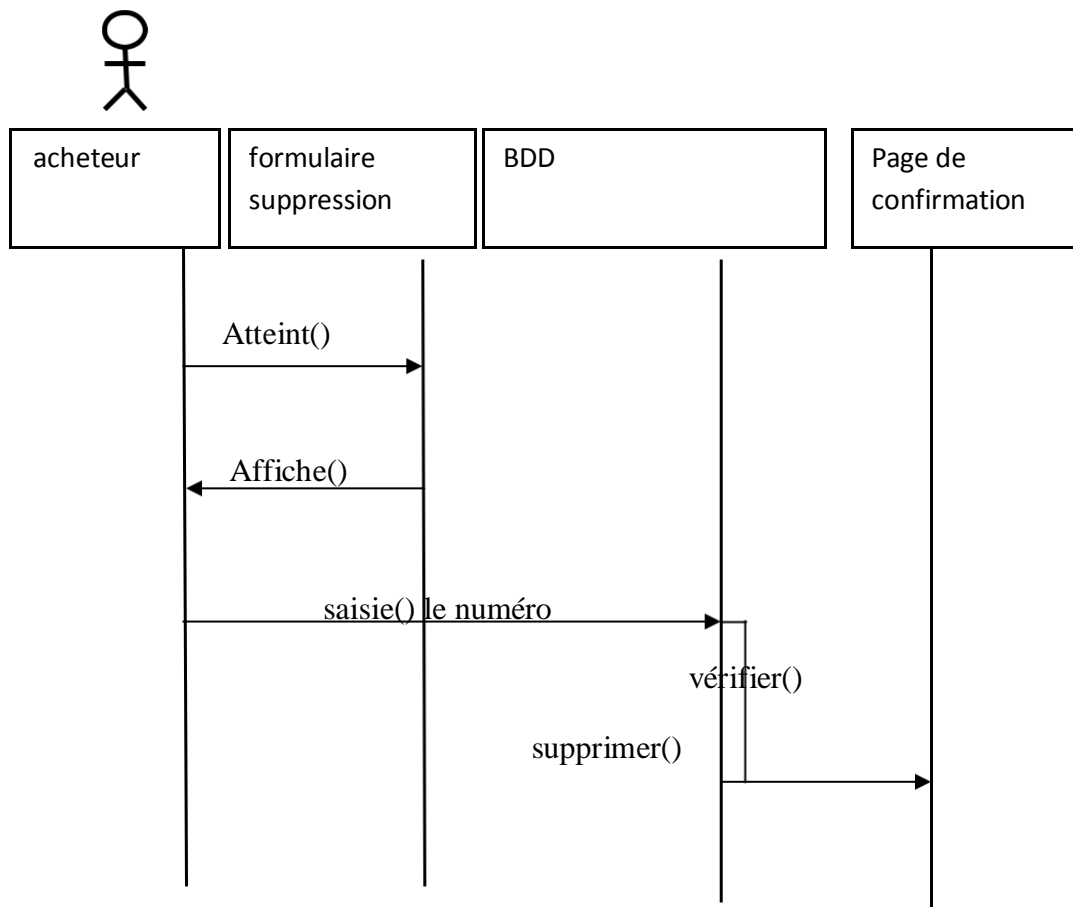 acheteur
formulaire
suppression
BDD
Page de
confirmation
Atteint()
Affiche()
saisie() le numéro
vérifier()
supprimer()